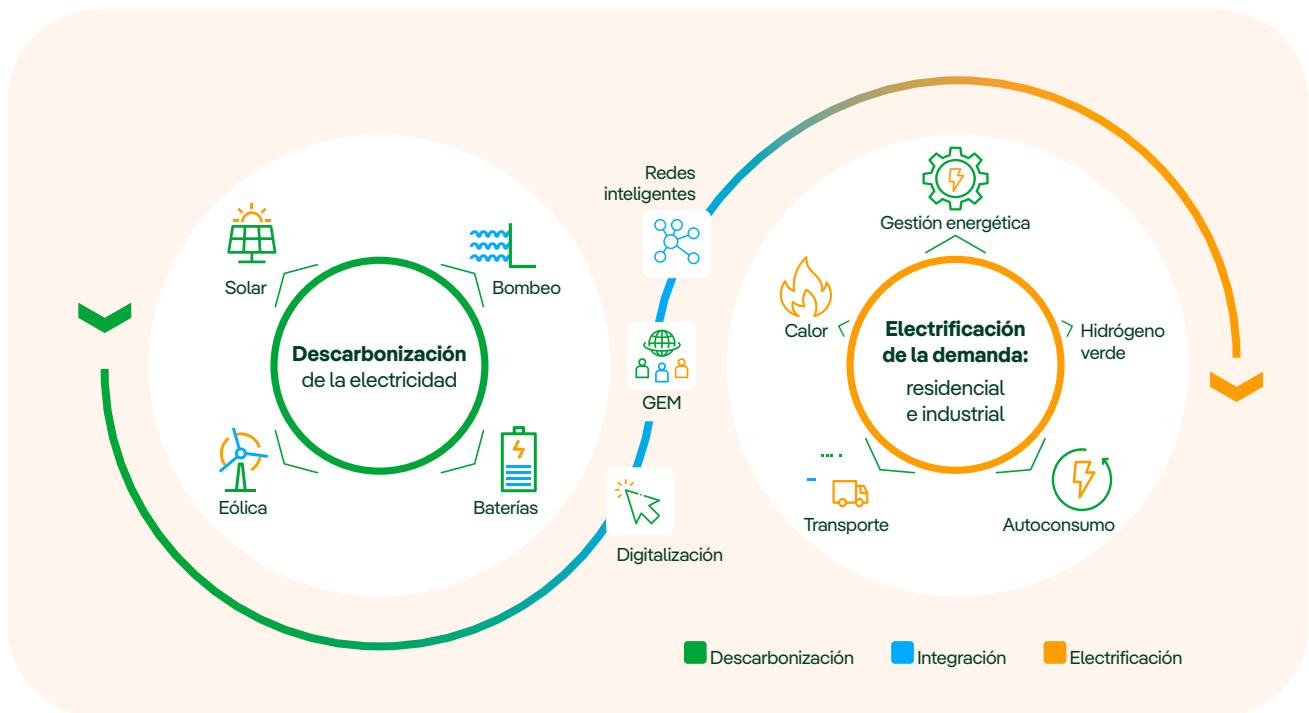 Solar
Bombeo
Descarbonización
de la electricidad
Eólica
Baterías
Redes
inteligentes
GEM
Digitalización
Gestión energética
Calor
Electrificación
de la demanda:
residencial
e industrial
Hidrógeno
verde
Transporte
Autoconsumo
Descarbonización
Integración
Electrificación